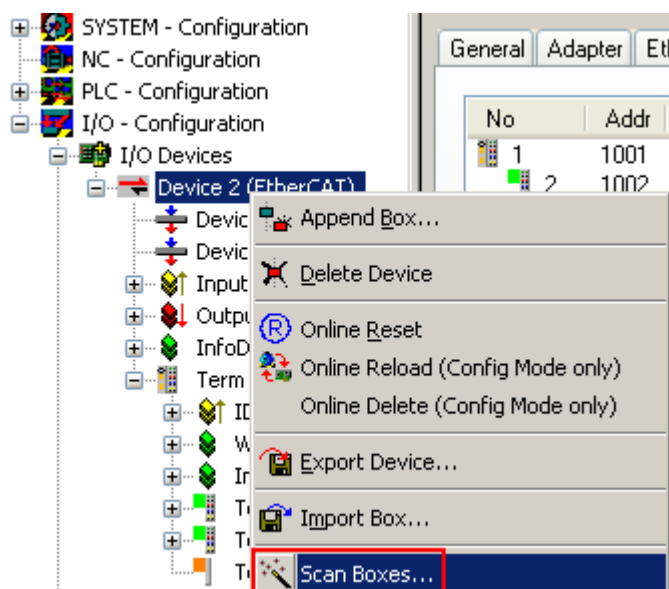 SYSTEM - Configuration
NC - Configuration
PLC - Configuration
I/O - Configuration
I/O Devices
Device 2 (EtherCAT)
Devic
Devic
Input
Outpu
InfoD
Term
General Adapter Et
No Addr
1 1001
2 1002
Append Box...
Delete Device
Online Reset
Online Reload (Config Mode only)
Online Delete (Config Mode only)
Export Device...
Import Box...
Scan Boxes...